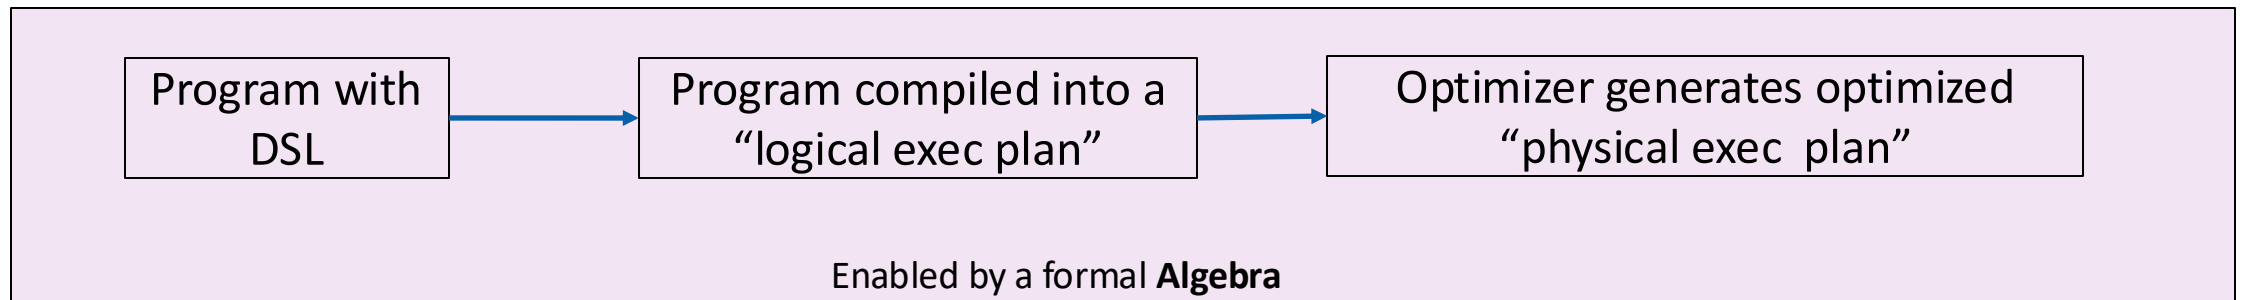 Program with
DSL
Program compiled into a
“logical exec plan”
Optimizer generates optimized
“physical exec  plan”
Enabled by a formal Algebra